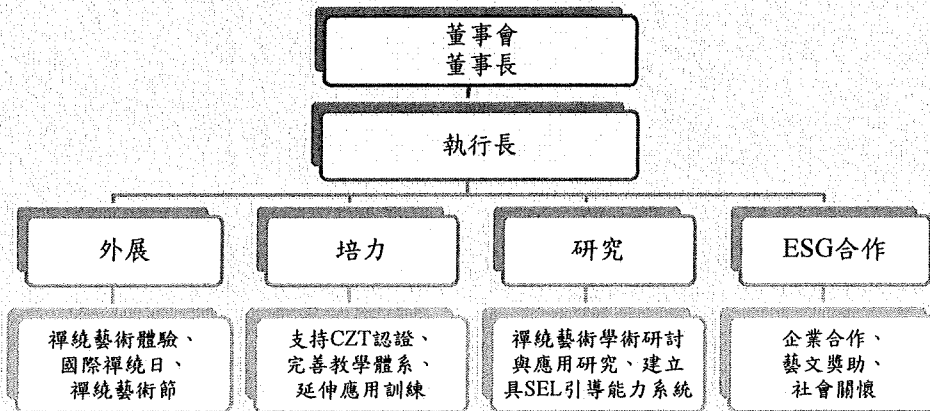 董事會
董事長
執行長
外展
培力
研究
ESG合作
禪繞藝術體驗、
國際禪繞日、
禪繞藝術節
支持CZT認證、
完善教學體系、
延伸應用訓練
禪繞藝術學術研討
與應用研究、建立
具SEL引導能力系統
企業合作、
藝文獎助、
社會關懷